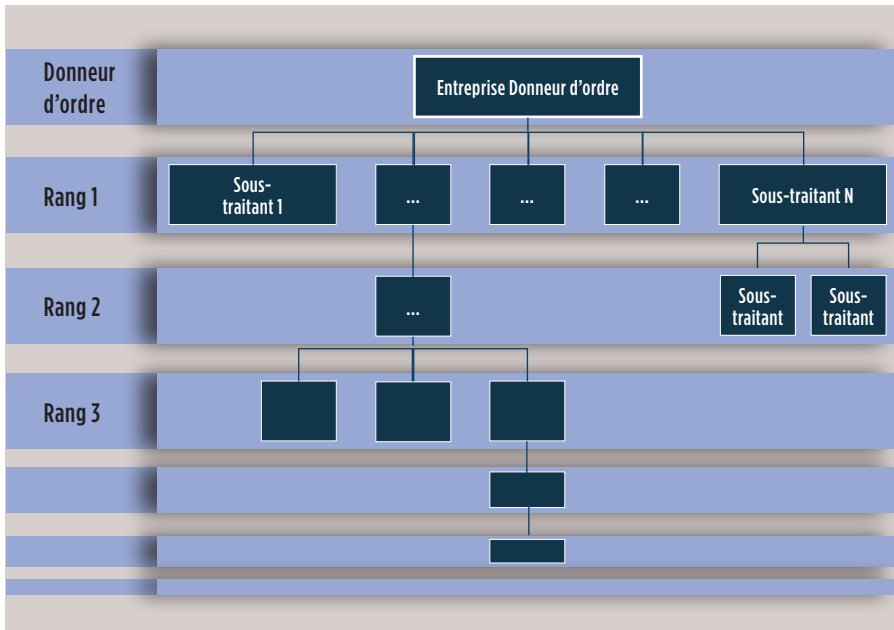 Donneur
d'ordre
Entreprise Donneur d'ordre
Rang 1
Sous-
traitant 1
...
...
...
Sous-traitant N
Rang 2
...
Sous-
traitant
Sous-
traitant
Rang 3